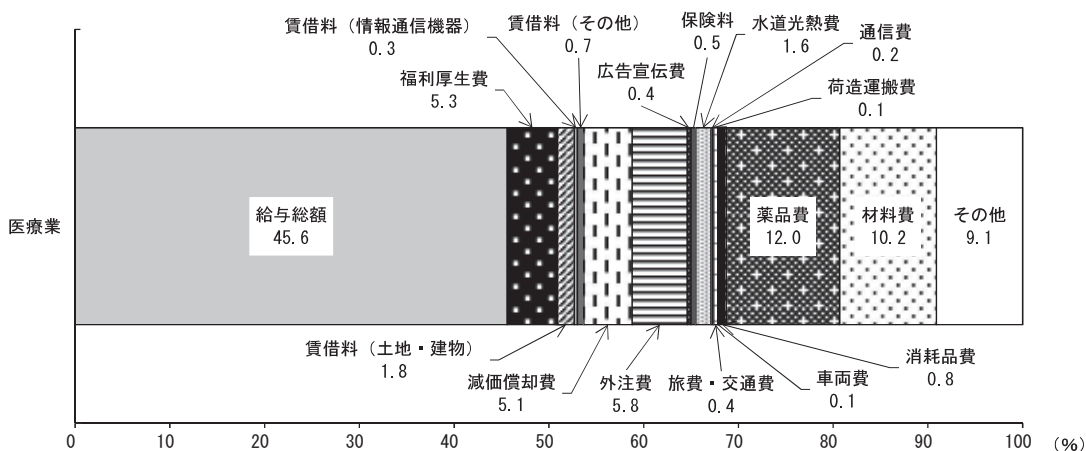 賃借料（情報通信機器）
0.3
賃借料（その他）
0.7
保険料
0.5
水道光熱費
1.6
通信費
0.2
福利厚生費
5.3
広告宣伝費
0.4
荷造運搬費
0.1
医療業
給与総額
45.6
薬品費
12.0
材料費
10.2
その他
9.1
賃借料（土地・建物）
1.8
減価償却費
5.1
外注費
5.8
旅費・交通費
0.4
車両費
0.1
消耗品費
0.8
0 10 20 30 40 50 60 70 80 90 100 (%)